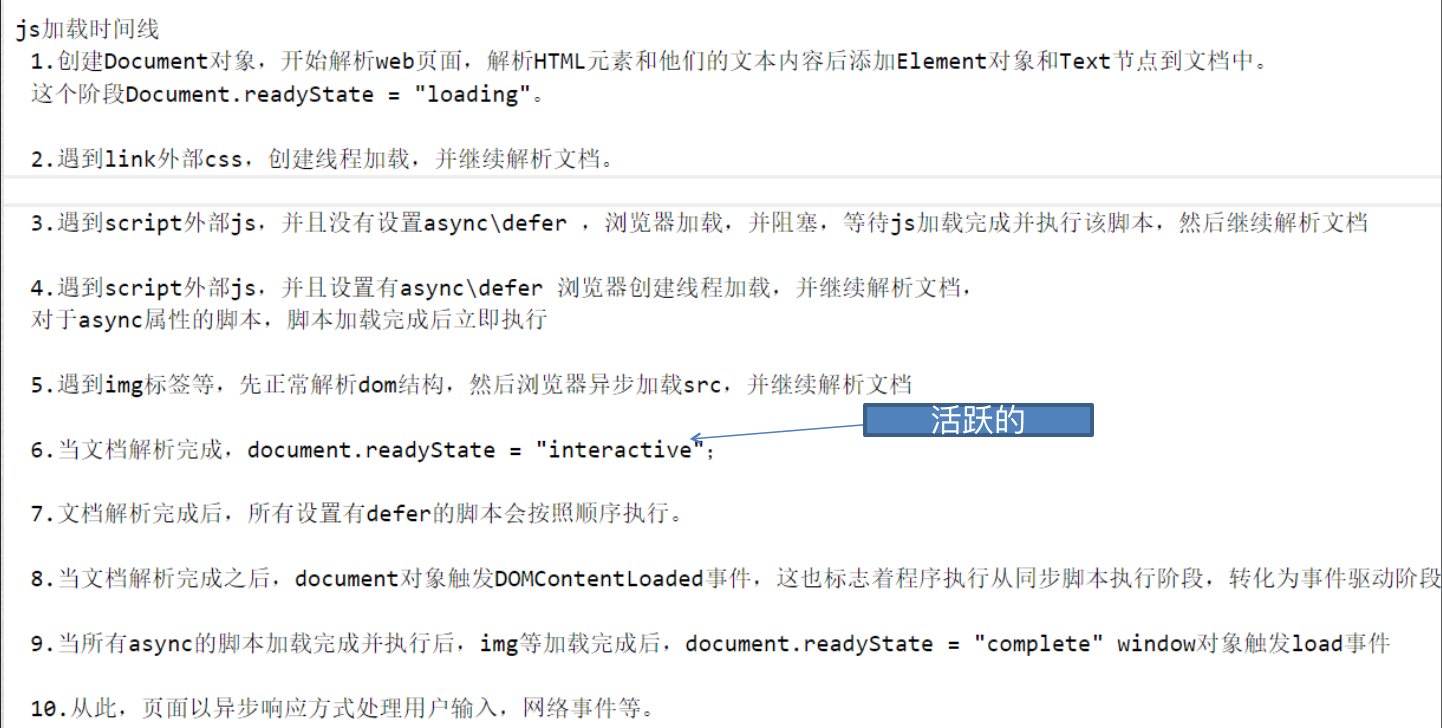 js加载时间线
1.创建Document对象，开始解析web页面，解析HTML元素和他们的文本内容后添加Element对象和Text节点到文档中。
这个阶段Document.readyState = "loading"。
2.遇到link外部css，创建线程加载，并继续解析文档。
3.遇到script外部js，并且没有设置async\defer ，浏览器加载，并阻塞，等待js加载完成并执行该脚本，然后继续解析文档
4.遇到script外部js，并且设置有async\defer 浏览器创建线程加载，并继续解析文档，
对于async属性的脚本，脚本加载完成后立即执行
5.遇到img标签等，先正常解析dom结构，然后浏览器异步加载src，并继续解析文档
活跃的
6.当文档解析完成，document.readyState = "interactive";
7.文档解析完成后，所有设置有defer的脚本会按照顺序执行。
8.当文档解析完成之后，document对象触发DOMContentLoaded事件，这也标志着程序执行从同步脚本执行阶段，转化为事件驱动阶段
9.当所有async的脚本加载完成并执行后，img等加载完成后，document.readyState = "complete" window对象触发load事件
10.从此，页面以异步响应方式处理用户输入，网络事件等。